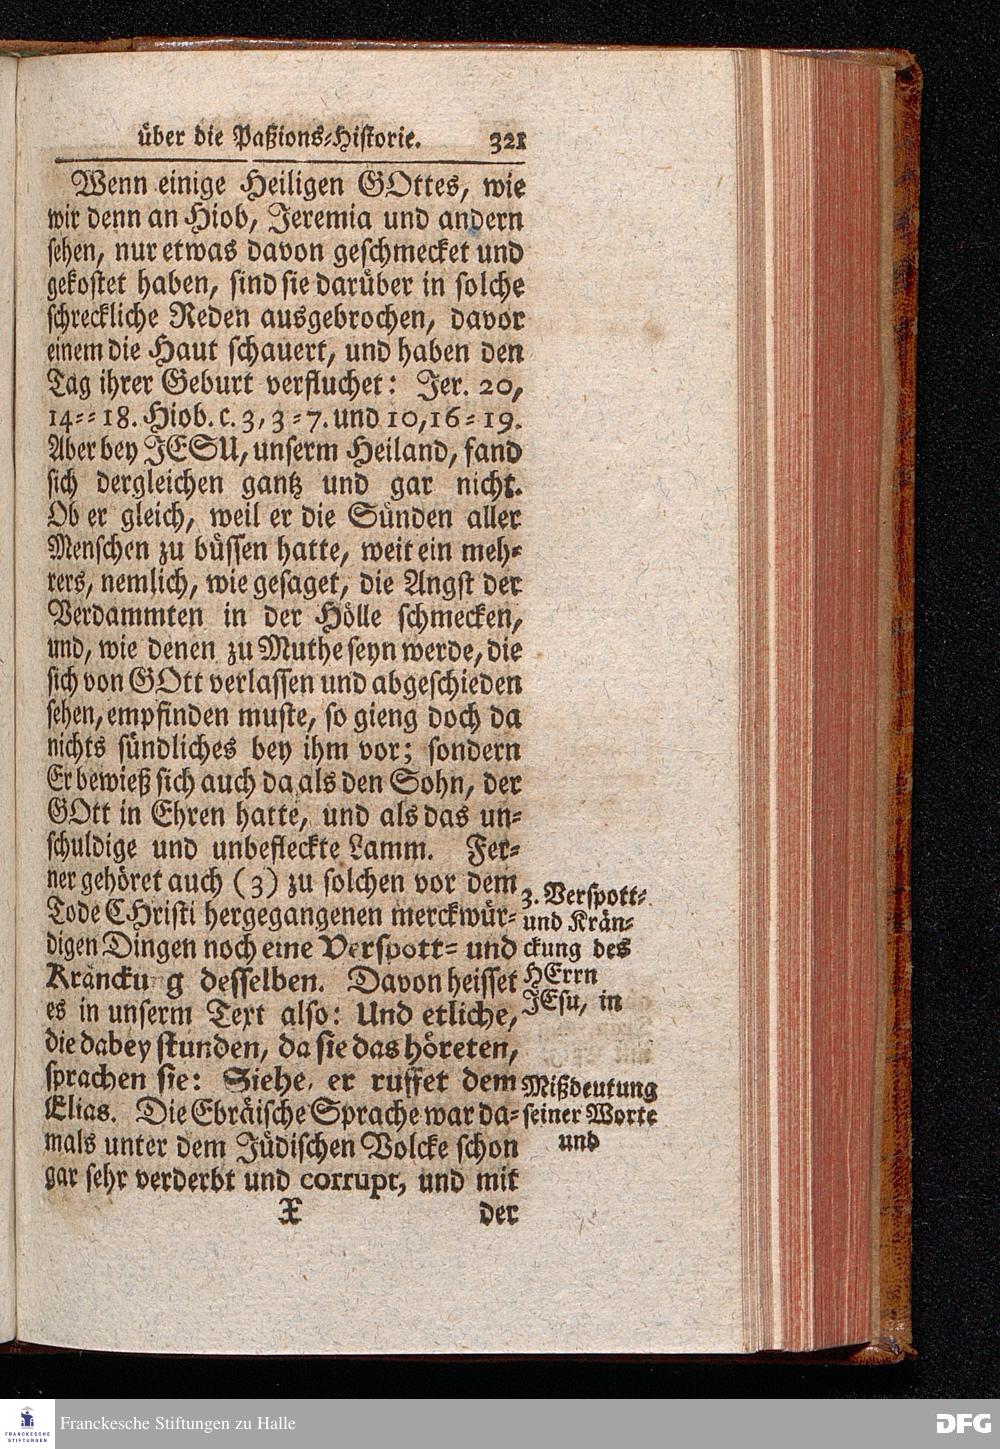 über die Paßions-Historie. 321
Wenn einige Heiligen GOttes, wie
wir denn an Hiob, Jeremia und andern
sehen, nur etwas davon geschmecket und
gekostet haben, sind sie darüber in solche
schreckliche Reden ausgebrochen, davor
einem die Haut schauert, und haben den
Tag ihrer Geburt verfluchet: Jer. 20,
14--18. Hiob. c. 3, 3-7. und 10,16-19.
Aber bey JESU, unserm Heiland, fand
sich dergleichen gantz und gar nicht.
Ob er gleich, weil er die Sünden aller
Menschen zu büssen hatte, weit ein meh-
rers, nemlich, wie gesaget, die Angst der
Verdammten in der Hölle schmecken,
und, wie denen zu Muthe seyn werde, die
sich von GOtt verlassen und abgeschieden
sehen, empfinden muste, so gieng doch da
nichts sündliches bey ihm vor; sondern
Er bewieß sich auch da als den Sohn, der
GOtt in Ehren hatte, und als das un-
schuldige und unbefleckte Lamm. Fer-
ner gehöret auch (3) zu solchen vor dem
Tode CHristi hergegangenen merckwür-
digen Dingen noch eine Verspott- und
Kräncku g desselben. Davon heisset
es in unserm Text also: Und etliche,
die dabey stunden, da sie das höreten,
sprachen sie: Siehe, er ruffet dem
Elias. Die Ebräische Sprache war da-
mals unter dem Jüdischen Volcke schon
gar sehr verderbt und corrupt, und mit
X der
3. Verspott-
und Krän-
ckung des
HErrn
JEsu, in
Mißdeutung
seiner Worte
und
FRANCKESCHE
STIFTUNGEN
Franckesche Stiftungen zu Halle
DFG